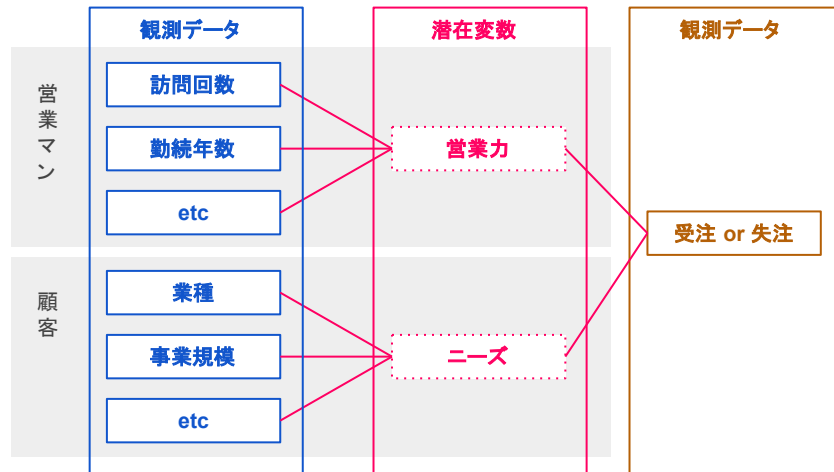 観測データ
潜在変数
観測データ
営業マン
訪問回数
勤続年数
etc
営業力
受注 or 失注
顧客
業種
事業規模
etc
ニーズ